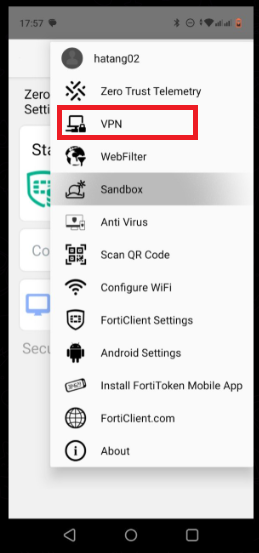 17:57
hatang02
Zero Trust Telemetry
Zero
Setti
VPN
Sta
WebFilter
Sandbox
Anti Virus
Co
Scan QR Code
Configure WiFi
FortiClient Settings
Secu
Android Settings
Install FortiToken Mobile App
FortiClient.com
About